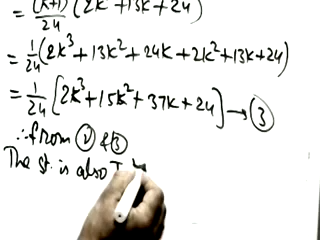 = (k+1)/24 (2k² + 13k + 24)
= 1/24 (2k³ + 13k² + 24k + 2k² + 13k + 24)
= 1/24 [2k³ + 15k² + 37k + 24] → ③
∴ from ② & ③
The st. is also T